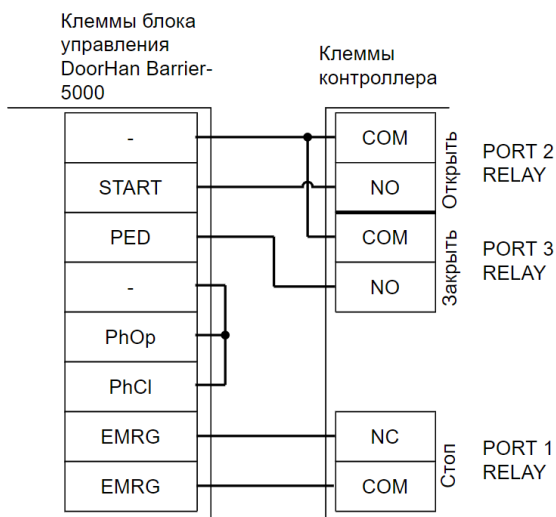 Клеммы блока
управления
DoorHan Barrier-
5000
Клеммы
контроллера
-
START
PED
-
PhOp
PhCl
EMRG
EMRG
COM
NO
COM
NO
NC
COM
Открыть
Закрыть
Стоп
PORT 2
RELAY
PORT 3
RELAY
PORT 1
RELAY